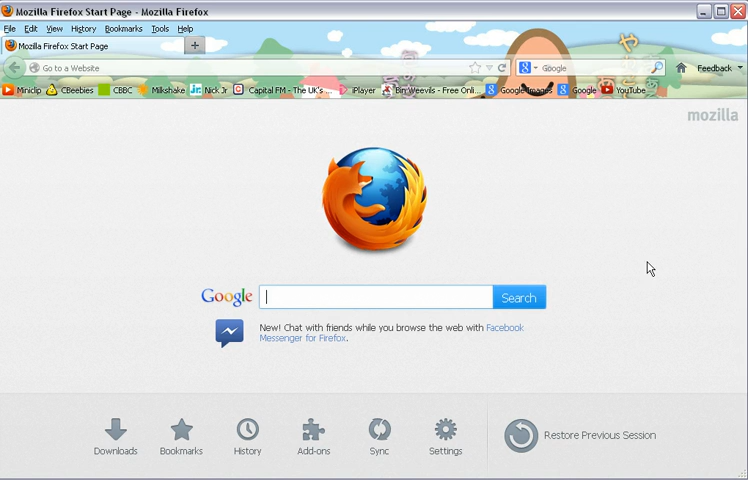 Mozilla Firefox Start Page - Mozilla Firefox
File Edit View History Bookmarks Tools Help
Mozilla Firefox Start Page +
Go to a Website Google Feedback
Miniclip CBeebies CBBC Milkshake Nick Jr Capital FM - The UK's ... iPlayer Bin Weevils - Free Onli... Google Images Google YouTube
mozilla
Google Search
New! Chat with friends while you browse the web with Facebook
Messenger for Firefox.
Downloads Bookmarks History Add-ons Sync Settings Restore Previous Session